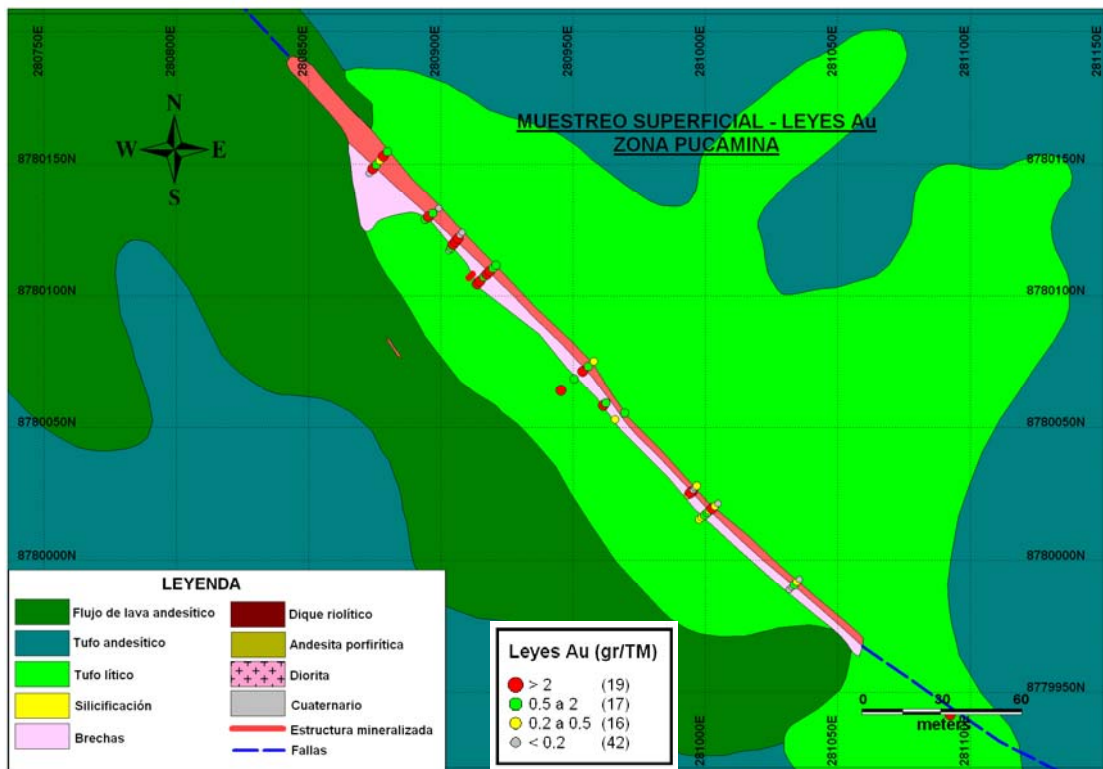 280750E 280800E 280850E 280900E 280950E 281000E 281050E 281100E 281150E
MUESTREO SUPERFICIAL - LEYES Au
ZONA PUCAMINA
N
W E
S
8780150N 8780150N
8780100N 8780100N
8780050N 8780050N
8780000N 8780000N
8779950N
LEYENDA
Flujo de lava andesítico
Tufo andesítico
Tufo lítico
Silicificación
Brechas
Dique riolítico
Andesita porfirítica
Diorita
Cuaternario
Estructura mineralizada
Fallas
Leyes Au (gr/TM)
> 2 (19)
0.5 a 2 (17)
0.2 a 0.5 (16)
< 0.2 (42)
0 30 60
meters
281000E 281050E 281100E